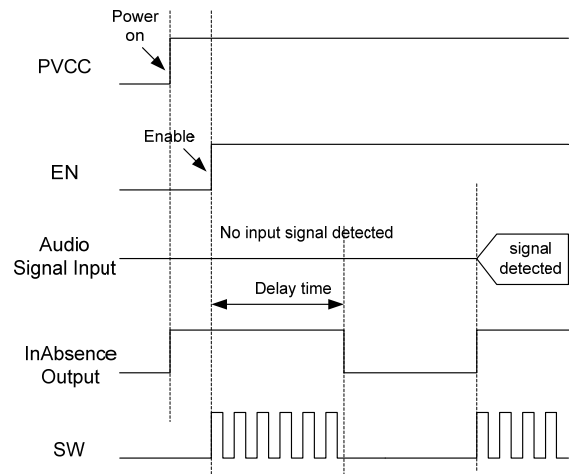 Power
on
PVCC
Enable
EN
No input signal detected
Audio
Signal Input
signal
detected
Delay time
InAbsence
Output
SW